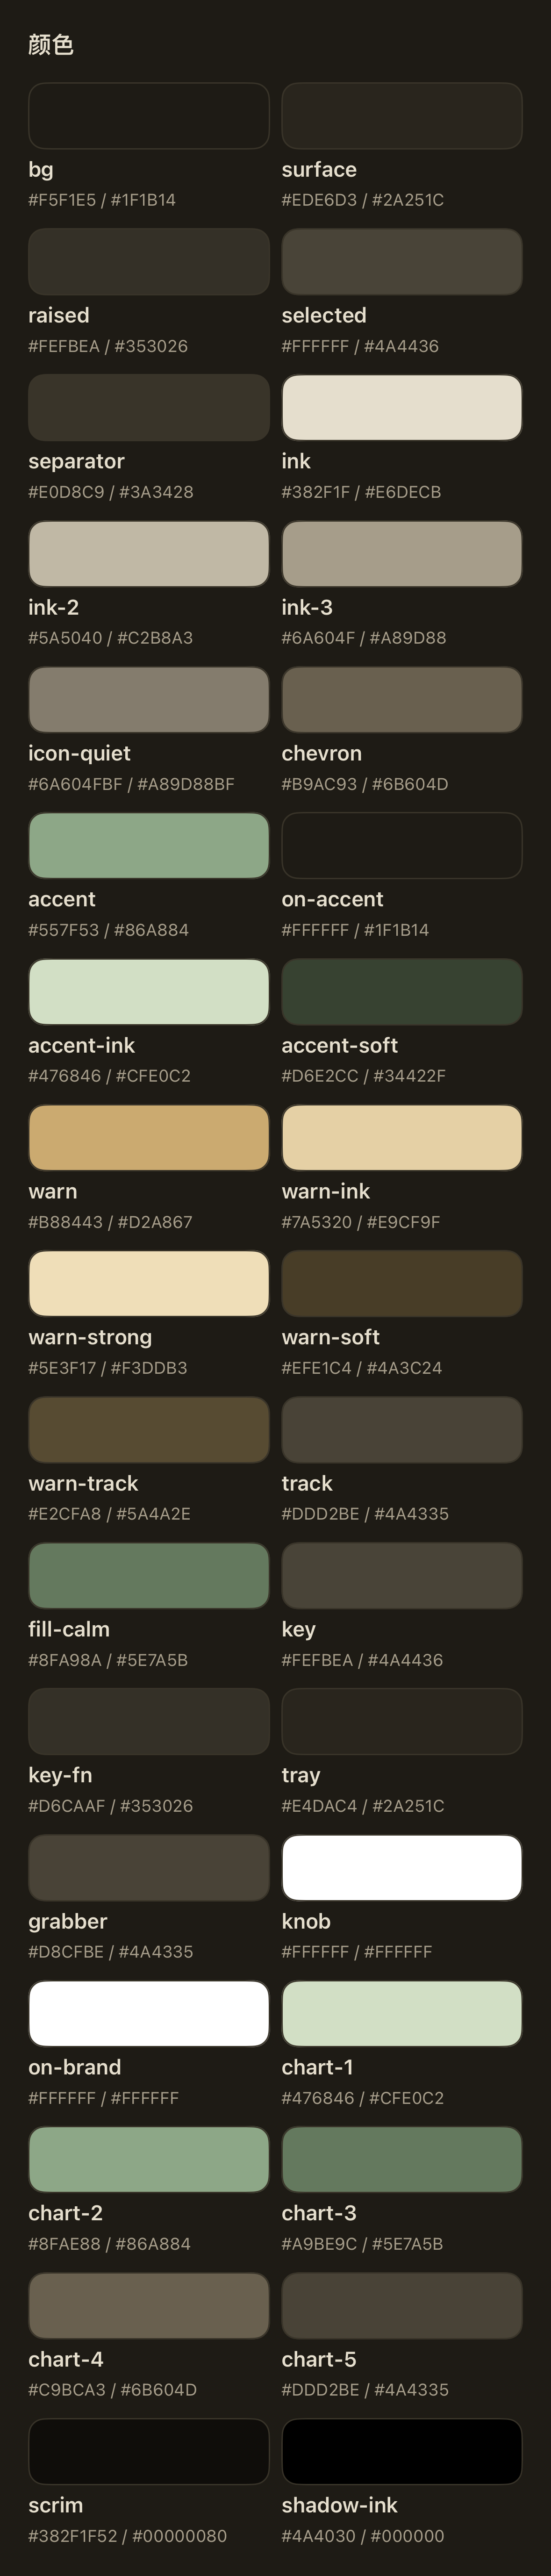 颜色
bg
#F5F1E5 / #1F1B14
surface
#EDE6D3 / #2A251C
raised
#FEFBEA / #353026
selected
#FFFFFF / #4A4436
separator
#E0D8C9 / #3A3428
ink
#382F1F / #E6DECB
ink-2
#5A5040 / #C2B8A3
ink-3
#6A604F / #A89D88
icon-quiet
#6A604FBF / #A89D88BF
chevron
#B9AC93 / #6B604D
accent
#557F53 / #86A884
on-accent
#FFFFFF / #1F1B14
accent-ink
#476846 / #CFE0C2
accent-soft
#D6E2CC / #34422F
warn
#B88443 / #D2A867
warn-ink
#7A5320 / #E9CF9F
warn-strong
#5E3F17 / #F3DDB3
warn-soft
#EFE1C4 / #4A3C24
warn-track
#E2CFA8 / #5A4A2E
track
#DDD2BE / #4A4335
fill-calm
#8FA98A / #5E7A5B
key
#FEFBEA / #4A4436
key-fn
#D6CAAF / #353026
tray
#E4DAC4 / #2A251C
grabber
#D8CFBE / #4A4335
knob
#FFFFFF / #FFFFFF
on-brand
#FFFFFF / #FFFFFF
chart-1
#476846 / #CFE0C2
chart-2
#8FAE88 / #86A884
chart-3
#A9BE9C / #5E7A5B
chart-4
#C9BCA3 / #6B604D
chart-5
#DDD2BE / #4A4335
scrim
#382F1F52 / #00000080
shadow-ink
#4A4030 / #000000